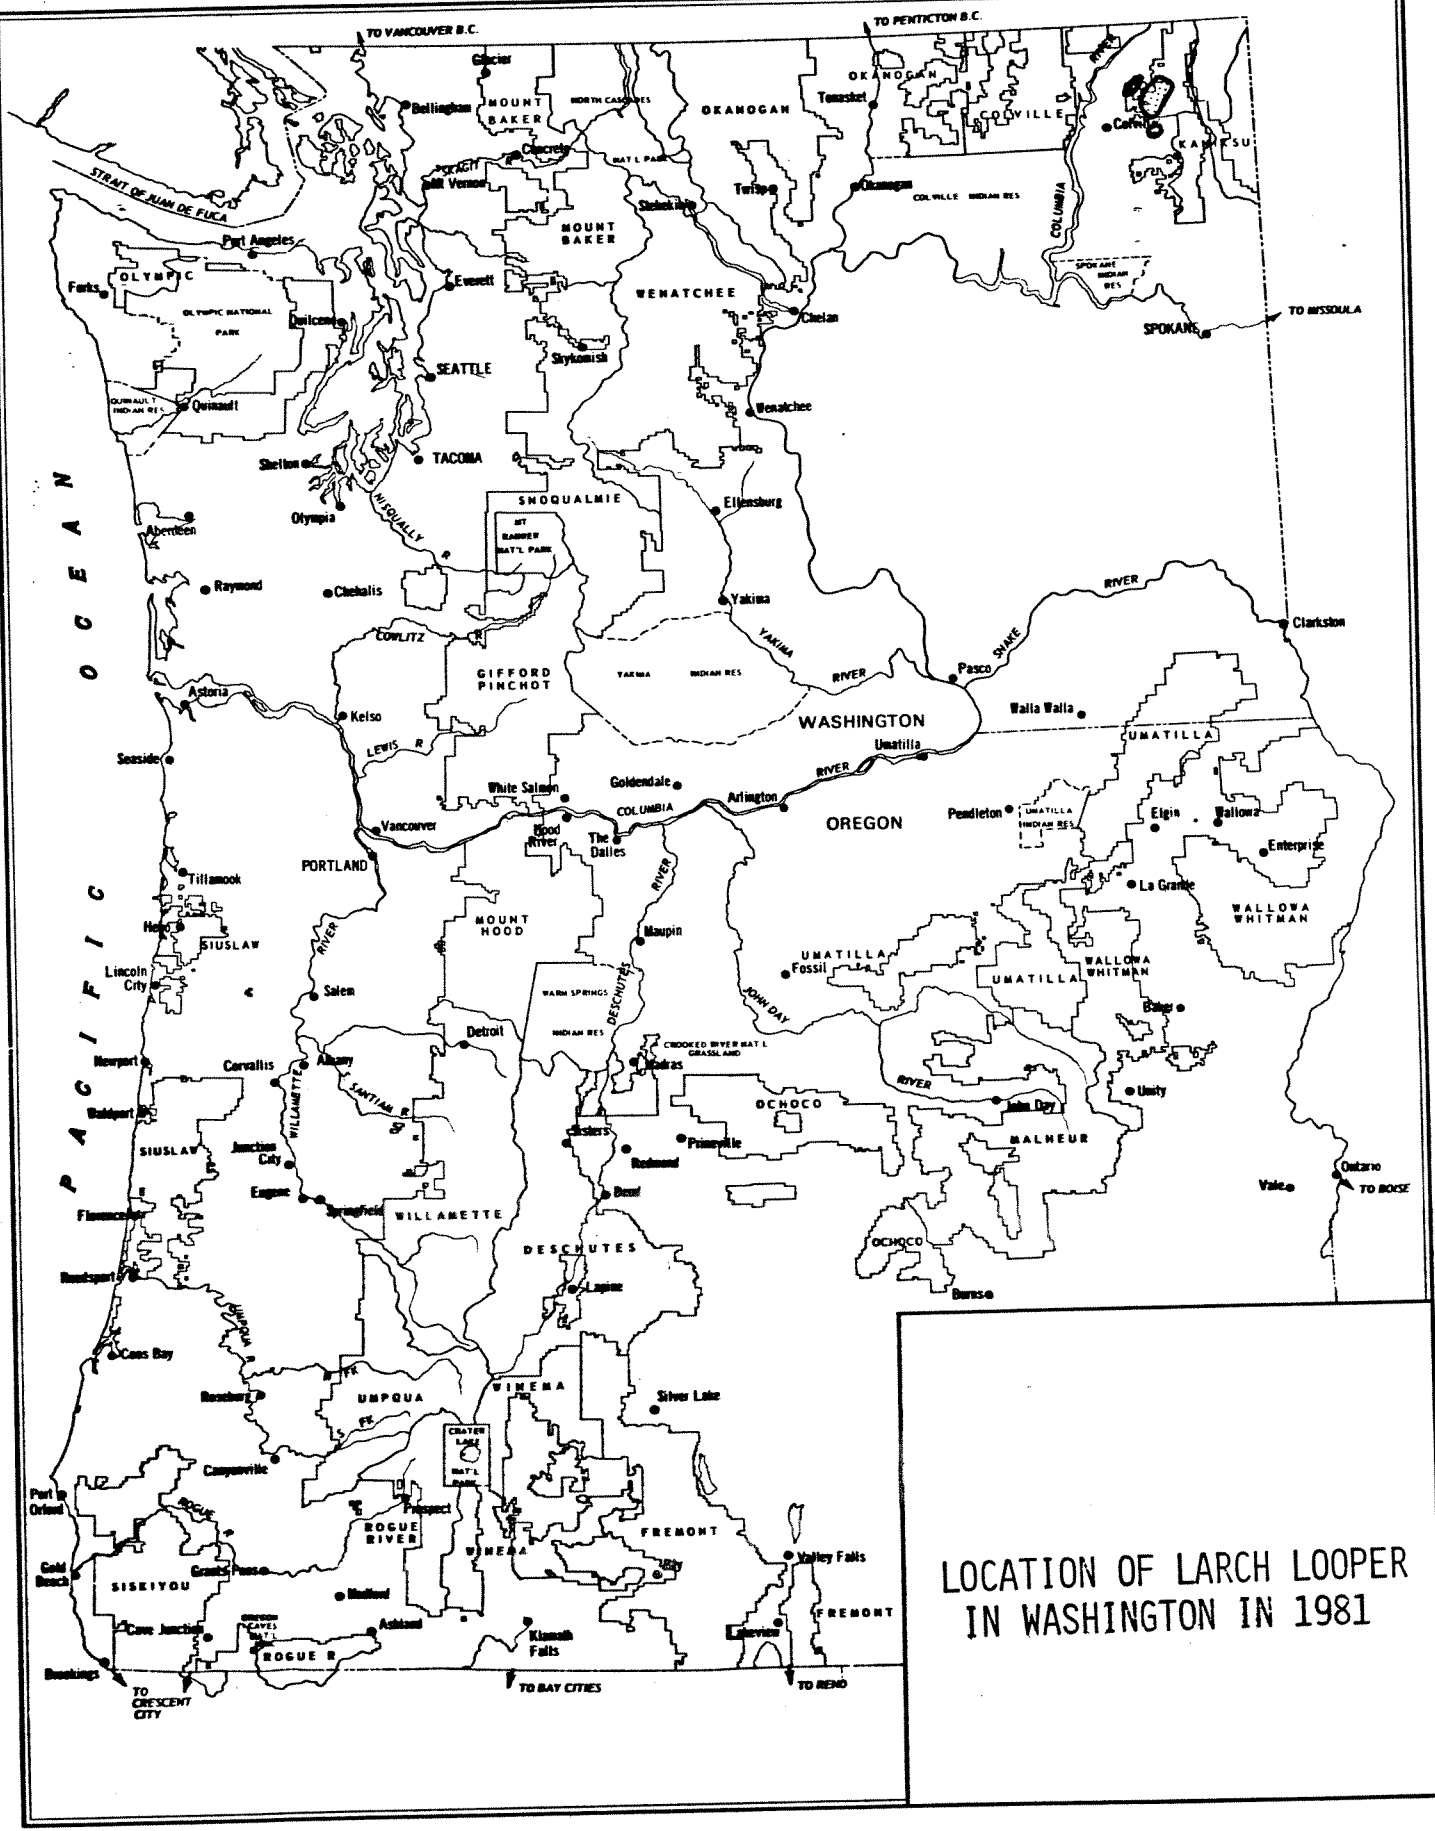 TO VANCOUVER B.C.
TO PENTICTON B.C.
Glacier
OKANOGAN
RIVER
MOUNT
BAKER
NORTH CASCADES
OKANOGAN
Tonasket
COLVILLE
Bellingham
KANIKSU
Concrete
NAT'L PARK
SKAGIT
Mt Vernon
Twisp
Okanogan
COLVILLE INDIAN RES
COLUMBIA
STRAIT OF JUAN DE FUCA
Stehekin
MOUNT
BAKER
Port Angeles
OLYMPIC
Forks
Everett
WENATCHEE
SPOKANE
INDIAN
RES
OLYMPIC NATIONAL
PARK
Quilcene
Chelan
SPOKANE
TO MISSOULA
Skykomish
SEATTLE
QUINAULT
INDIAN RES
Quinault
Wenatchee
Shelton
TACOMA
SNOQUALMIE
Ellensburg
Olympia
NISQUALLY R
MT
RAINIER
NAT'L PARK
Aberdeen
Raymond
Chehalis
Yakima
RIVER
COWLITZ R
YAKIMA
RIVER
SNAKE
Clarkston
GIFFORD
PINCHOT
YAKIMA INDIAN RES
Pasco
Astoria
Kelso
WASHINGTON
Walla Walla
LEWIS R
Umatilla
UMATILLA
Seaside
White Salmon
Goldendale
RIVER
Arlington
COLUMBIA
Vancouver
Hood
River
The
Dalles
OREGON
Pendleton
UMATILLA
INDIAN RES
Elgin
Wallowa
PORTLAND
Enterprise
Tillamook
RIVER
La Grande
Hebo
SIUSLAW
MOUNT
HOOD
Maupin
WALLOWA
WHITMAN
RIVER
UMATILLA
Fossil
WALLOWA
WHITMAN
UMATILLA
Lincoln
City
Salem
WARM SPRINGS
INDIAN RES
DESCHUTES
JOHN DAY
Baker
Detroit
Newport
Corvallis
Albany
CROOKED RIVER NAT'L
GRASSLAND
Madras
RIVER
Unity
Waldport
WILLAMETTE
SANTIAM R
OCHOCO
John Day
SIUSLAW
Junction
City
Sisters
Prineville
MALHEUR
Redmond
Ontario
TO BOISE
Vale
Eugene
Springfield
Bend
Florence
WILLAMETTE
DESCHUTES
OCHOCO
Reedsport
Lapine
Burns
UMPQUA R
Coos Bay
N FK
UMPQUA
WINEMA
Roseburg
Silver Lake
S FK
CRATER
LAKE
NAT'L
PARK
Canyonville
Port
Orford
ROGUE R
Prospect
ROGUE
RIVER
FREMONT
WINEMA
Bly
Valley Falls
Gold
Beach
Grants Pass
SISKIYOU
Medford
FREMONT
Cave Junction
OREGON
CAVES
NAT'L
Ashland
Klamath
Falls
Lakeview
ROGUE R
Brookings
TO
CRESCENT
CITY
TO BAY CITIES
TO RENO
PACIFIC OCEAN
LOCATION OF LARCH LOOPER
IN WASHINGTON IN 1981